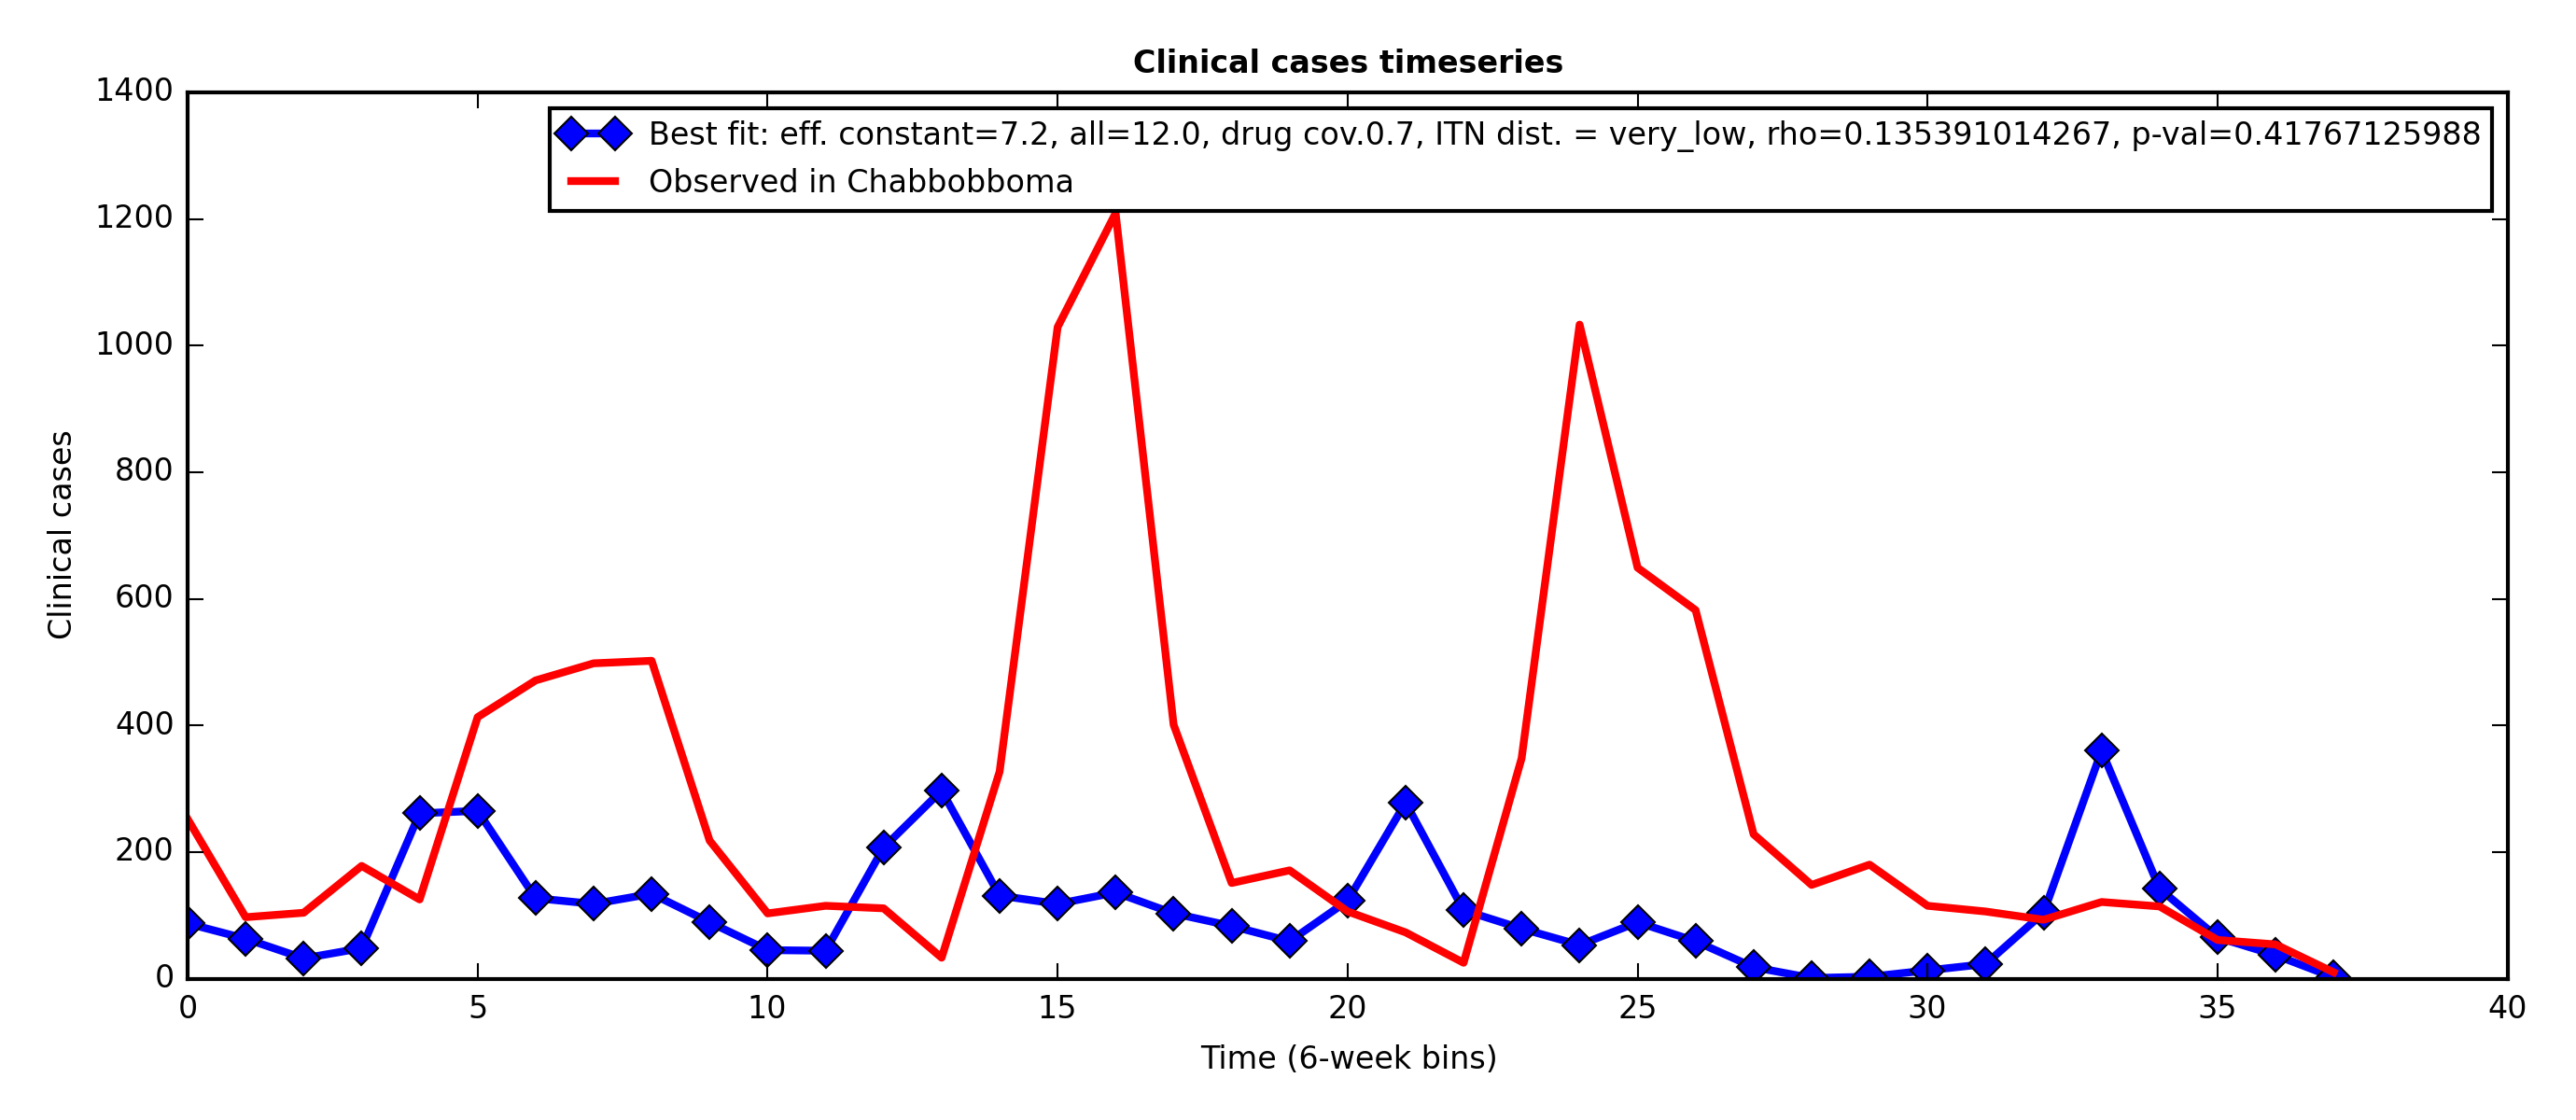 Clinical cases timeseries
1400
1200
1000
800
600
400
200
0
Clinical cases
Best fit: eff. constant=7.2, all=12.0, drug cov.0.7, ITN dist. = very_low, rho=0.135391014267, p-val=0.41767125988
Observed in Chabbobboma
0 5 10 15 20 25 30 35 40
Time (6-week bins)